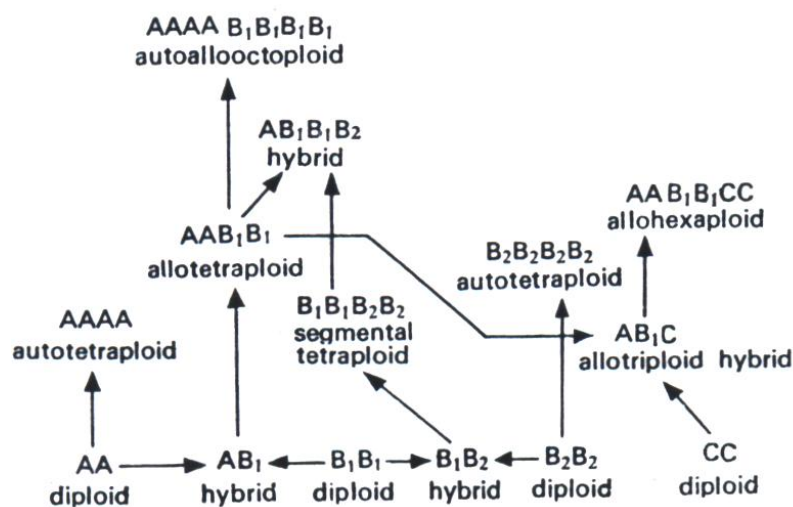 AAAA B₁B₁B₁B₁
autoallooctoploid
AB₁B₁B₂
hybrid
AA B₁B₁CC
allohexaploid
AAB₁B₁
allotetraploid
B₂B₂B₂B₂
autotetraploid
B₁B₁B₂B₂
segmental
tetraploid
AAAA
autotetraploid
AB₁C
allotriploid hybrid
AA
diploid
AB₁
hybrid
B₁B₁
diploid
B₁B₂
hybrid
B₂B₂
diploid
CC
diploid